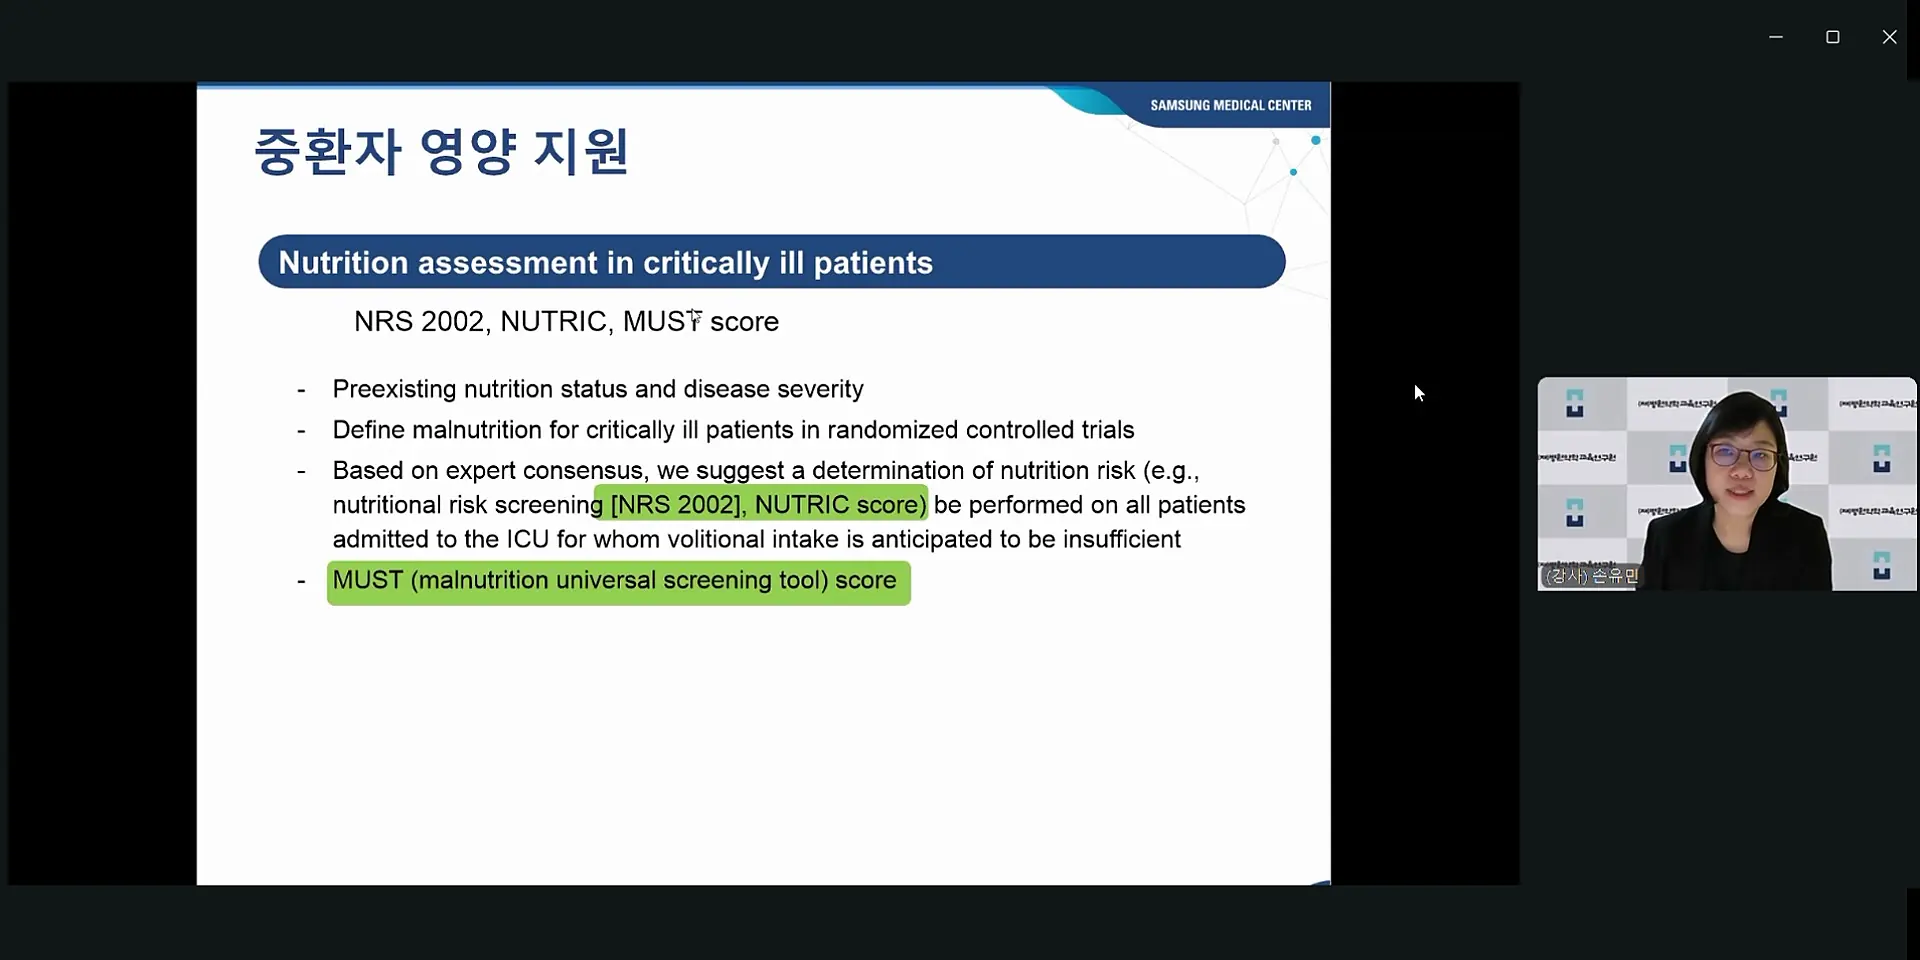 SAMSUNG MEDICAL CENTER
중환자 영양 지원
Nutrition assessment in critically ill patients
NRS 2002, NUTRIC, MUST score
- Preexisting nutrition status and disease severity
- Define malnutrition for critically ill patients in randomized controlled trials
- Based on expert consensus, we suggest a determination of nutrition risk (e.g.,
nutritional risk screening [NRS 2002], NUTRIC score) be performed on all patients
admitted to the ICU for whom volitional intake is anticipated to be insufficient
- MUST (malnutrition universal screening tool) score
(강사) 손유민